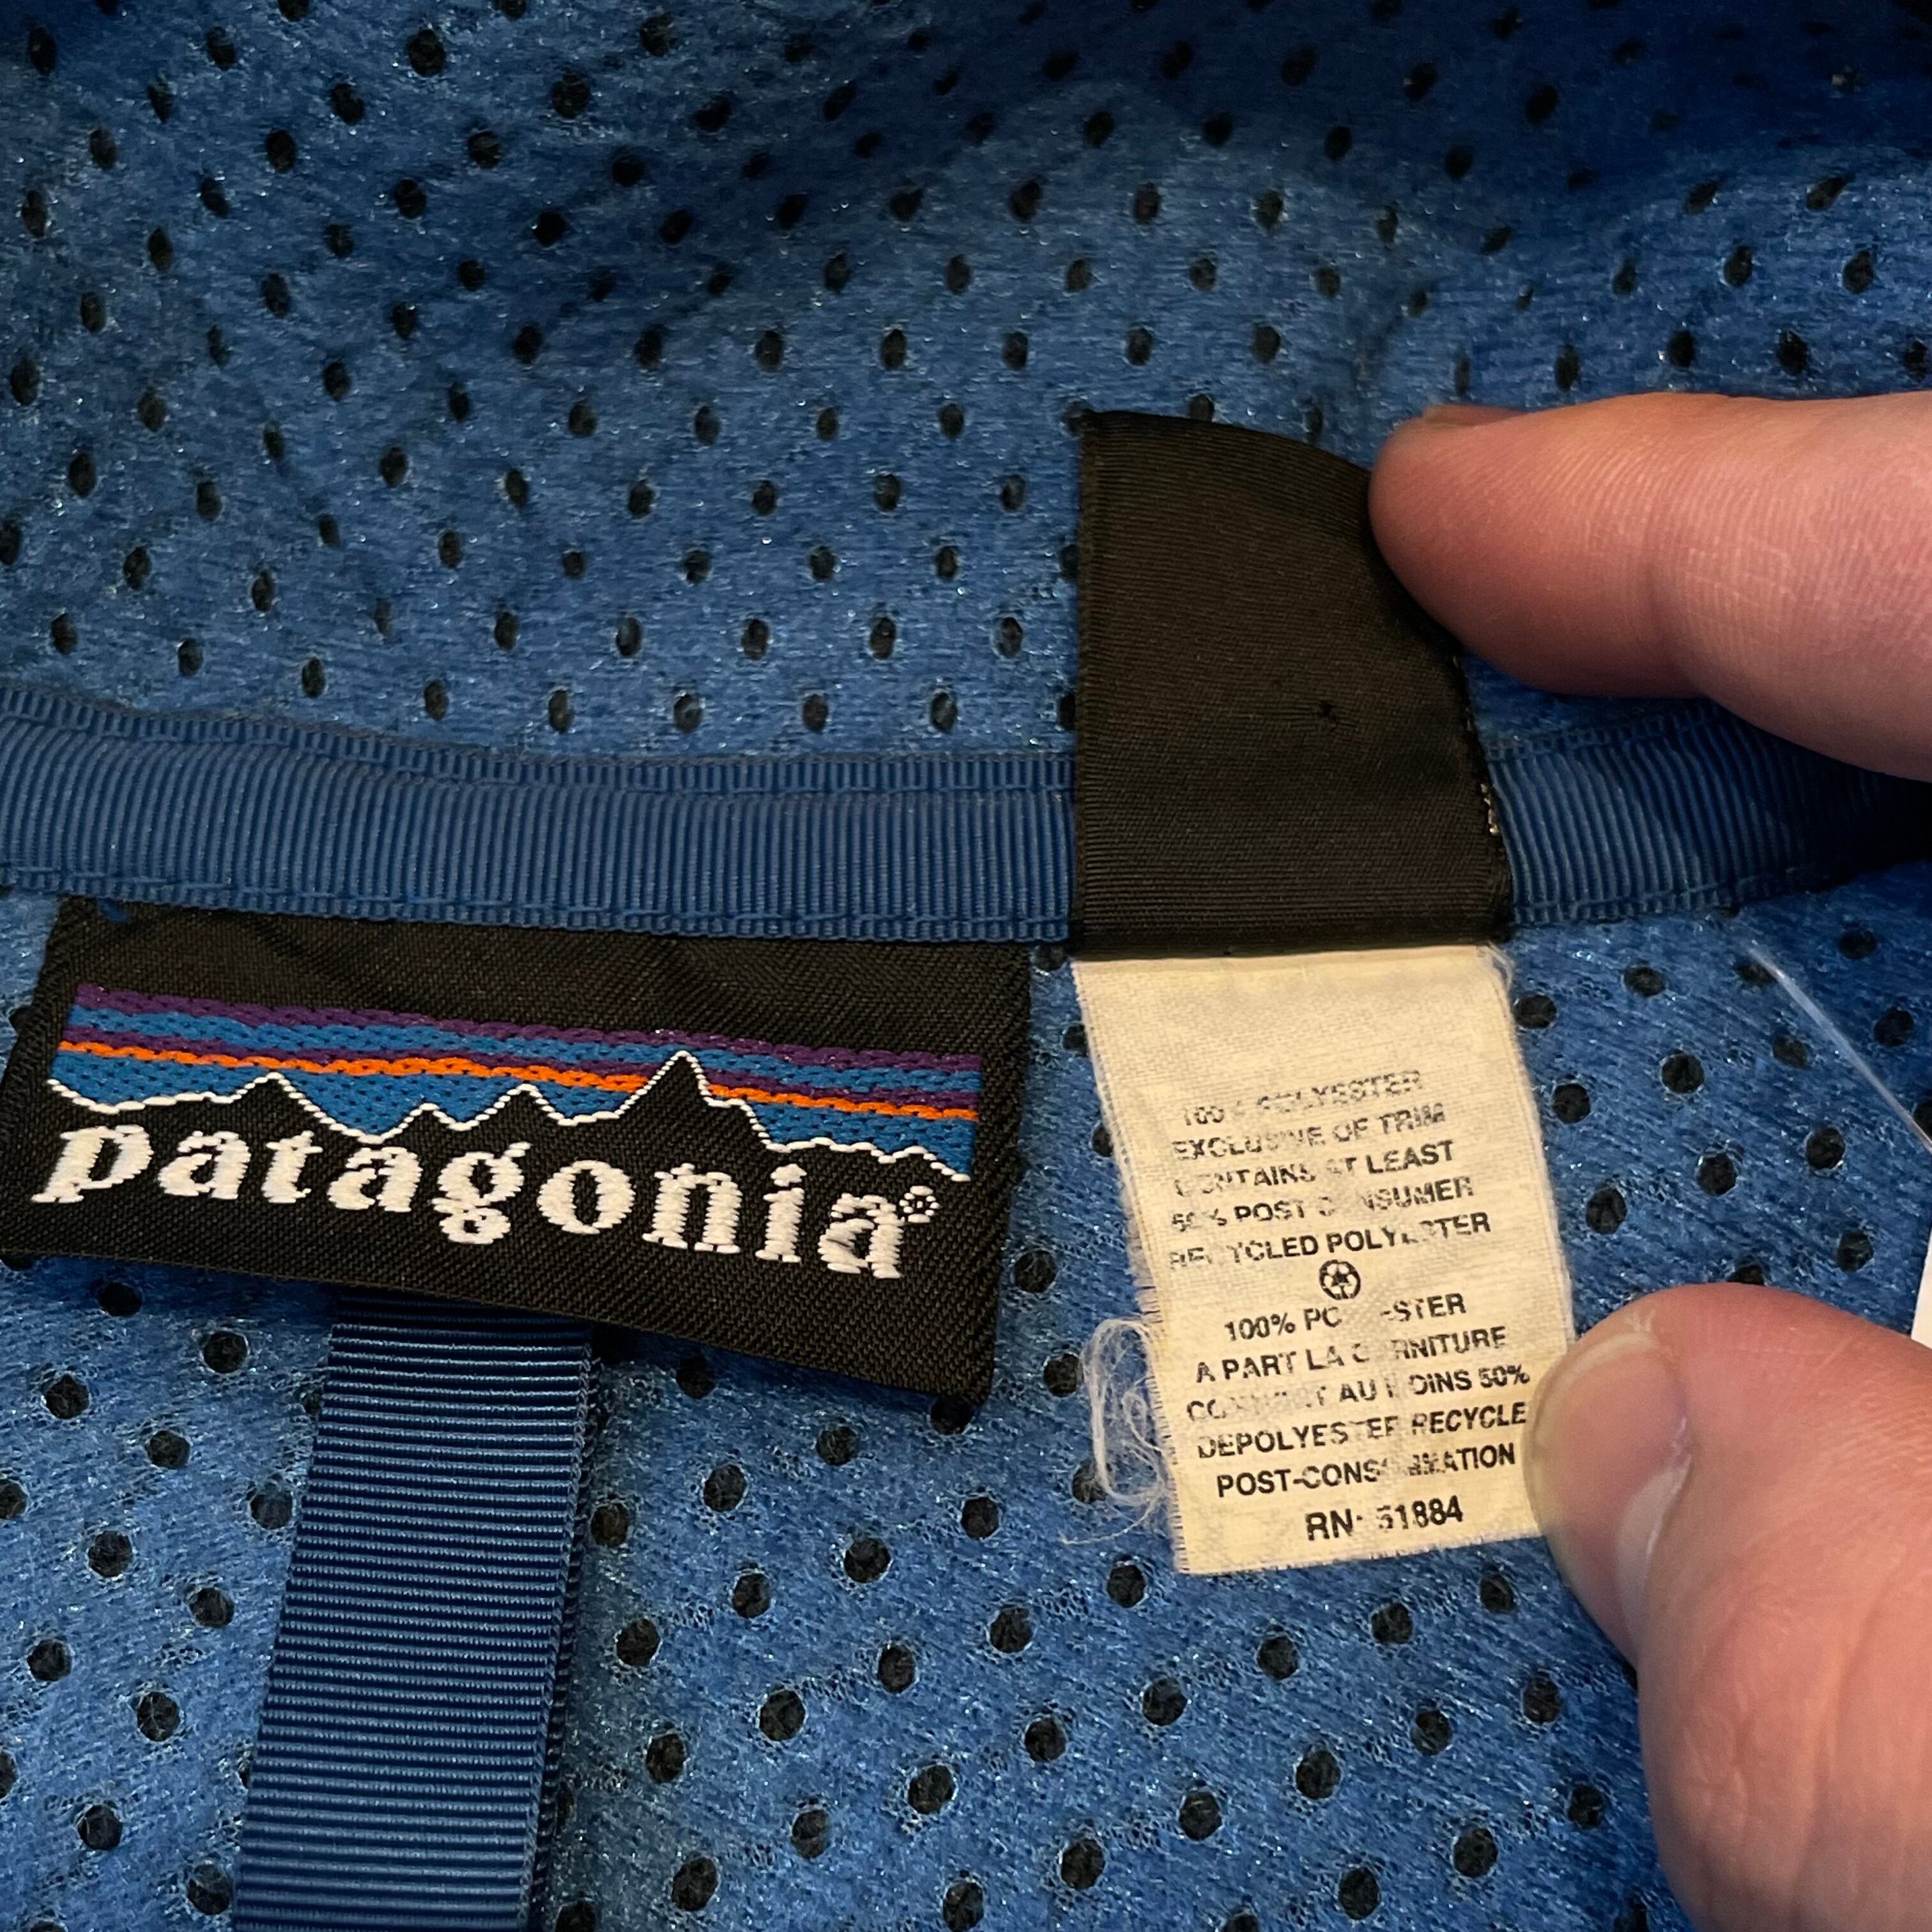 patagonia®
100% POLYESTER
EXCLUSIVE OF TRIM
CONTAINS AT LEAST
50% POST CONSUMER
RECYCLED POLYESTER
100% POLYESTER
A PART LA GARNITURE
CONTIENT AU MOINS 50%
DEPOLYESTER RECYCLE
POST-CONSOMMATION
RN: 51884